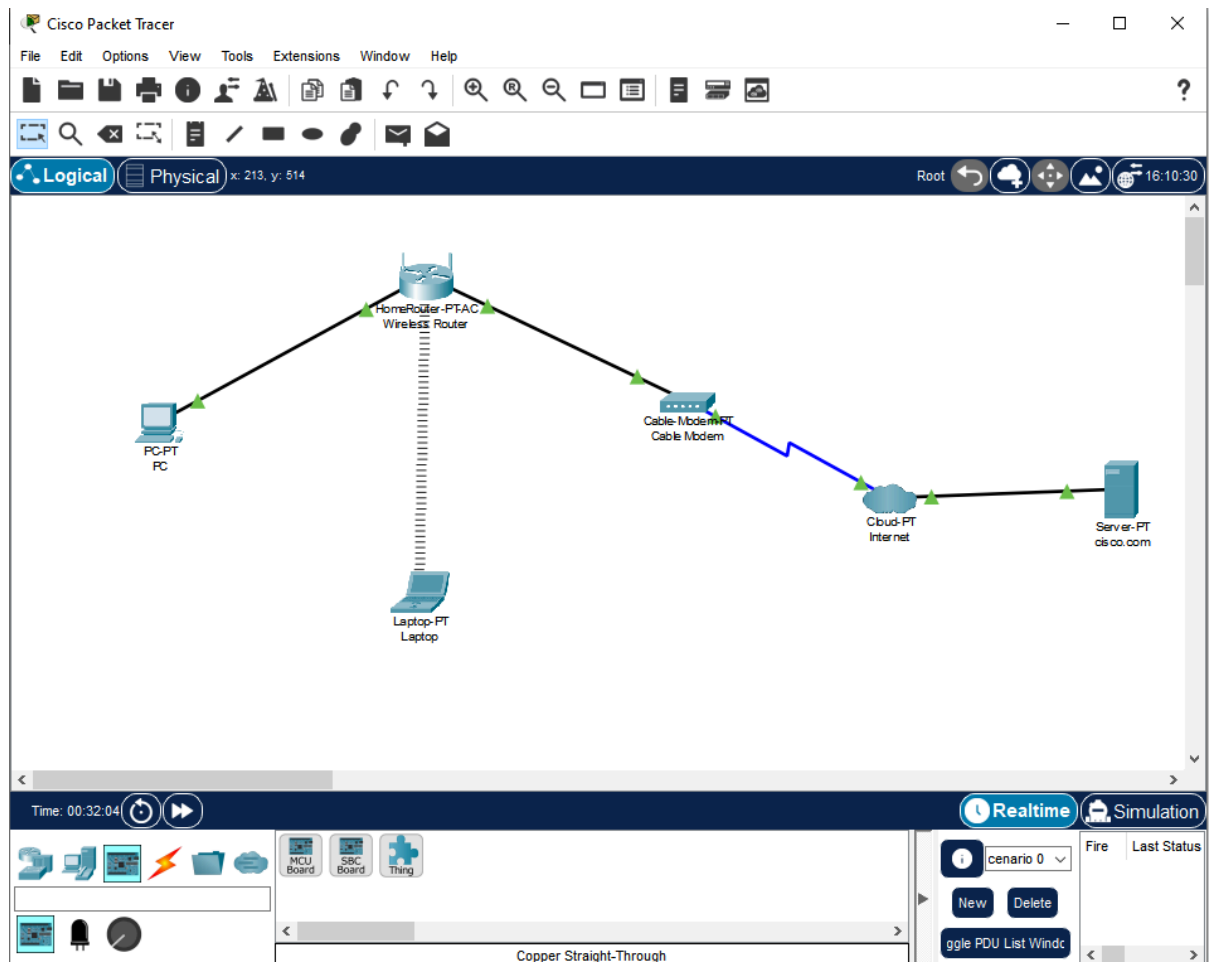 Cisco Packet Tracer
File Edit Options View Tools Extensions Window Help
?
Logical Physical x: 213, y: 514 Root 16:10:30
HomeRouter-PT-AC
Wireless Router
Cable-Modem-PT
Cable Modem
PC-PT
PC
Cloud-PT
Internet
Server-PT
cisco.com
Laptop-PT
Laptop
Time: 00:32:04 Realtime Simulation
MCU Board
SBC Board
Thing
cenario 0
Fire Last Status
New Delete
ggle PDU List Windc
Copper Straight-Through